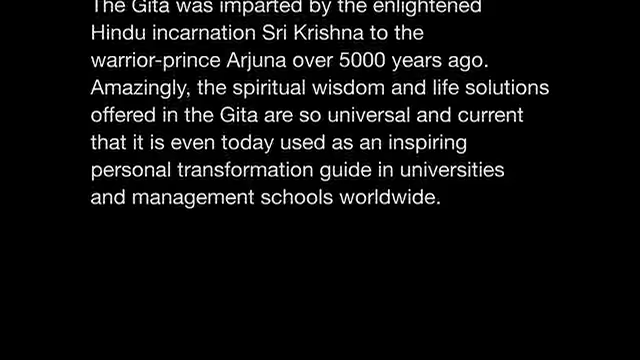 The Gita was imparted by the enlightened
Hindu incarnation Sri Krishna to the
warrior-prince Arjuna over 5000 years ago.
Amazingly, the spiritual wisdom and life solutions
offered in the Gita are so universal and current
that it is even today used as an inspiring
personal transformation guide in universities
and management schools worldwide.